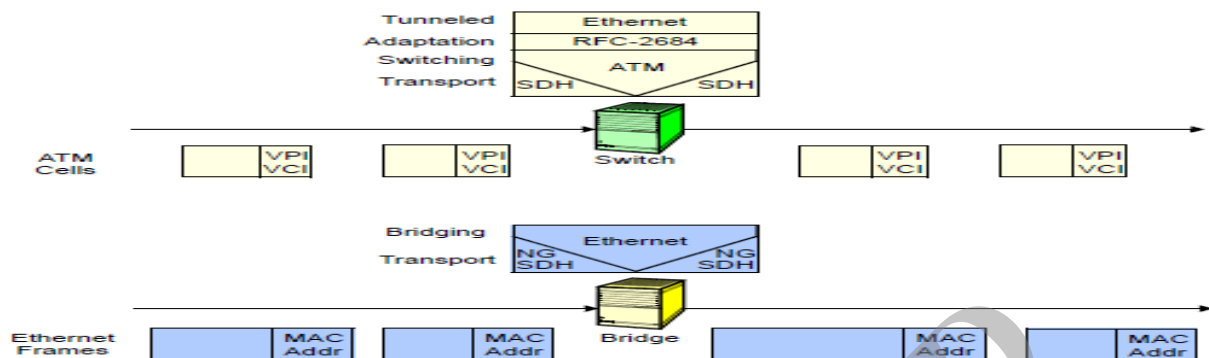 Tunneled Ethernet
Adaptation RFC-2684
Switching ATM
Transport SDH SDH
Switch
ATM
Cells
VPI
VCI
VPI
VCI
VPI
VCI
VPI
VCI
Bridging Ethernet
Transport
NG
SDH
NG
SDH
Bridge
Ethernet
Frames
MAC
Addr
MAC
Addr
MAC
Addr
MAC
Addr